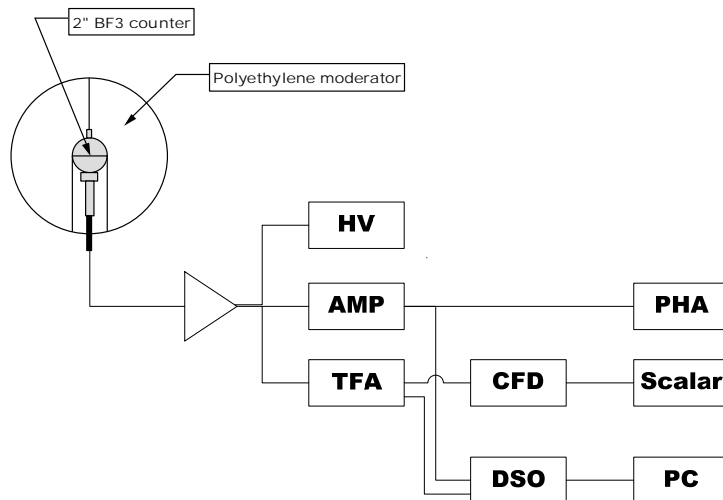 2" BF3 counter
Polyethylene moderator
HV
AMP
PHA
TFA
CFD
Scalar
DSO
PC